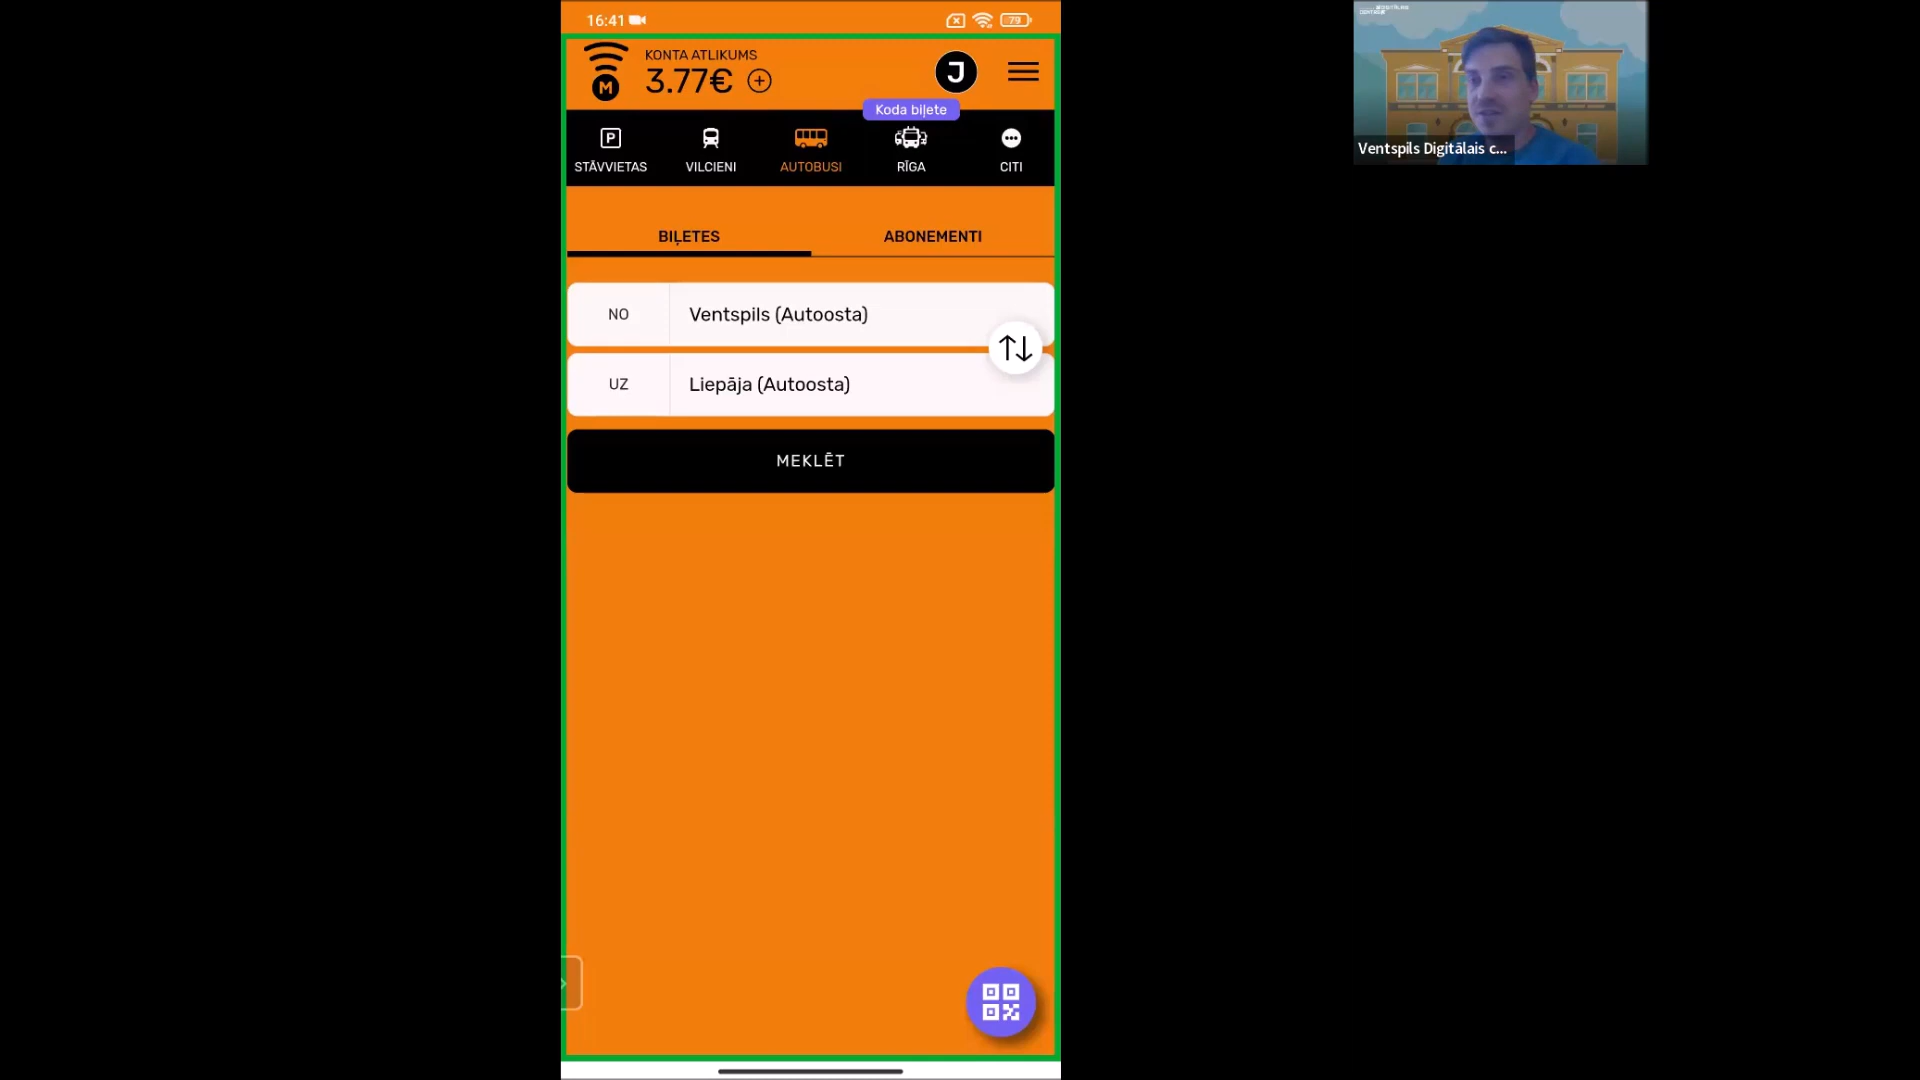 16:41
79
KONTA ATLIKUMS
3.77€
M
J
Koda biļete
P
STĀVVIETAS
VILCIENI
AUTOBUSI
RĪGA
CITI
BIĻETES
ABONEMENTI
NO
Ventspils (Autoosta)
UZ
Liepāja (Autoosta)
MEKLĒT
Ventspils Digitālais c...